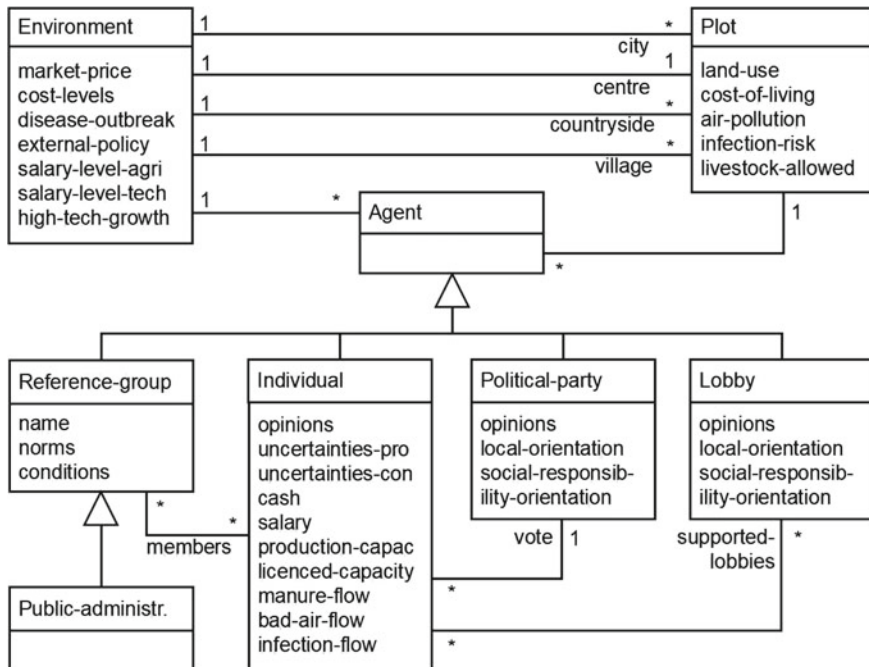 Environment
market-price
cost-levels
disease-outbreak
external-policy
salary-level-agri
salary-level-tech
high-tech-growth
1
*
city
1
1
centre
1
*
countryside
1
*
village
1
*
Plot
land-use
cost-of-living
air-pollution
infection-risk
livestock-allowed
1
*
Agent
Reference-group
name
norms
conditions
*
*
members
Public-administr.
Individual
opinions
uncertainties-pro
uncertainties-con
cash
salary
production-capac
licenced-capacity
manure-flow
bad-air-flow
infection-flow
Political-party
opinions
local-orientation
social-responsib-
ility-orientation
vote
1
*
Lobby
opinions
local-orientation
social-responsib-
ility-orientation
supported-
lobbies
*
*